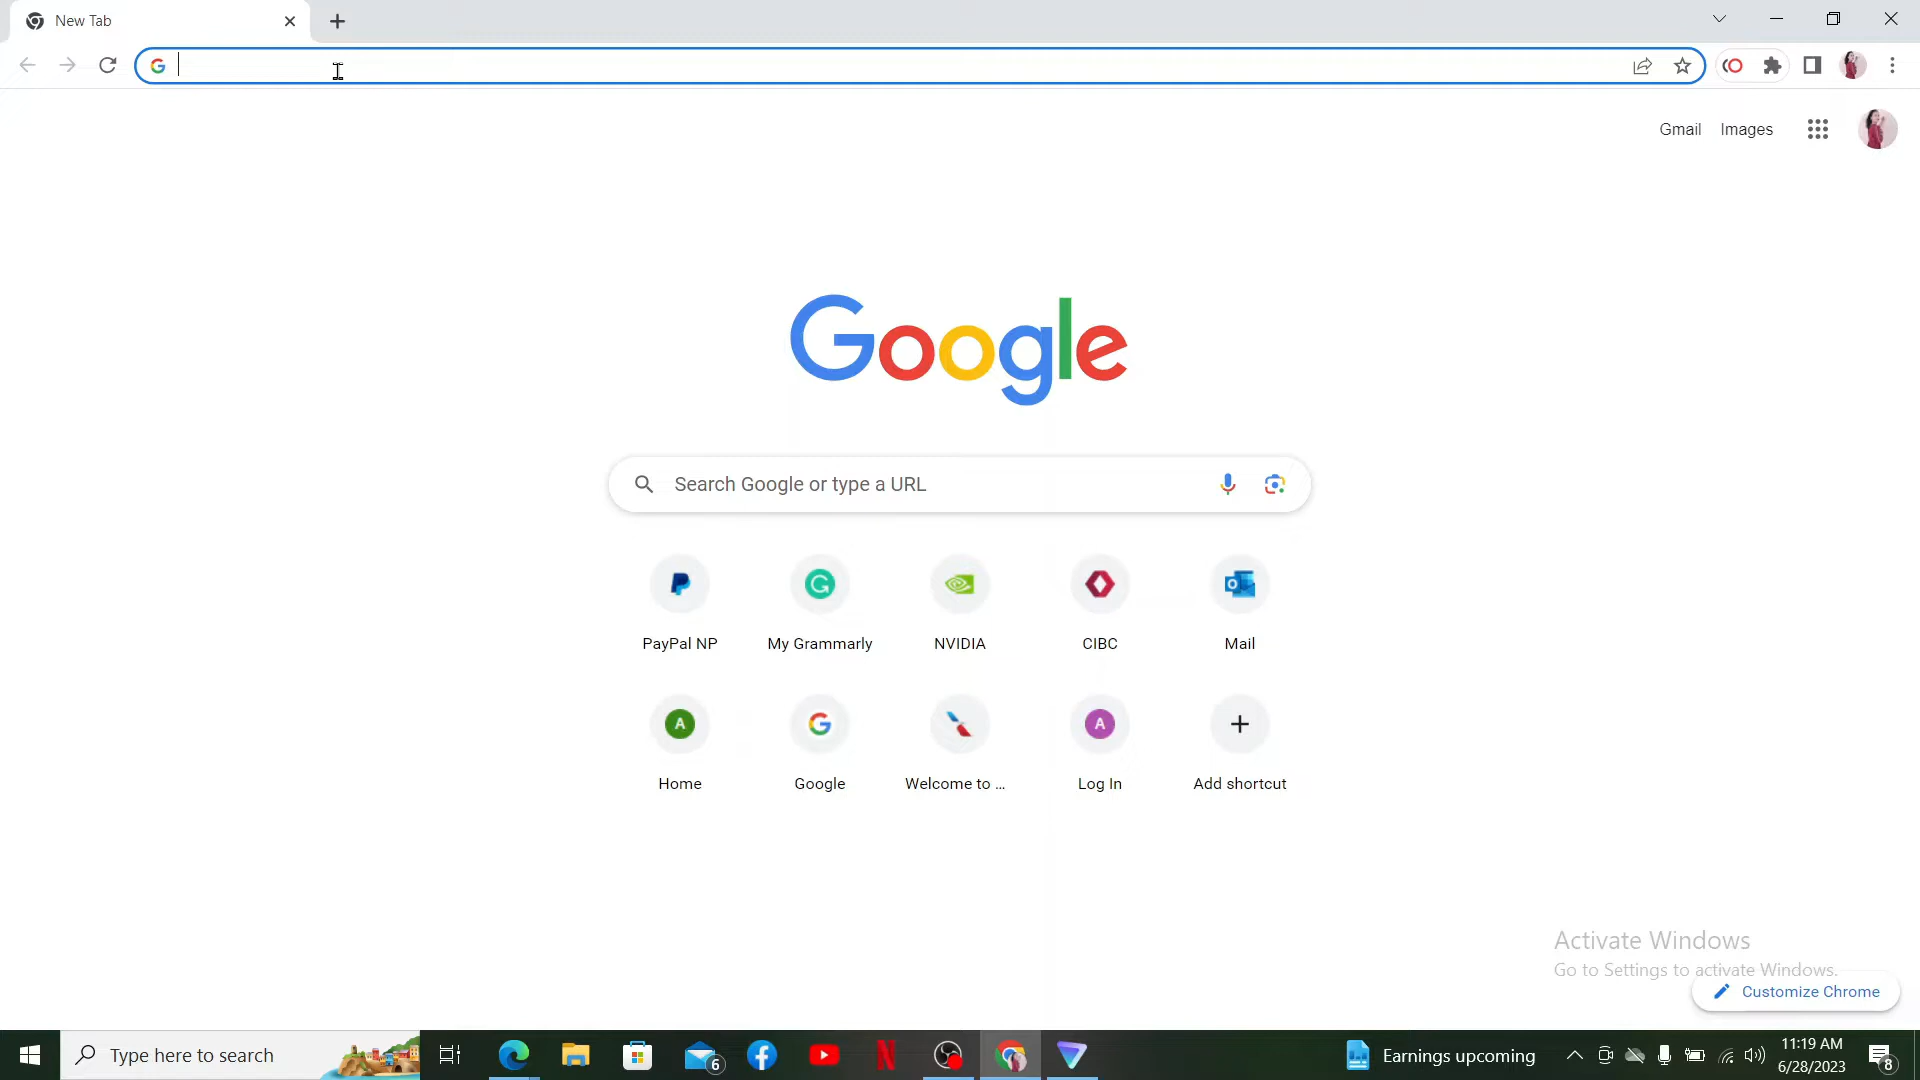 New Tab
Gmail Images
Google
Search Google or type a URL
PayPal NP My Grammarly NVIDIA CIBC Mail
A A
Home Google Welcome to ... Log In Add shortcut
Activate Windows
Go to Settings to activate Windows.
Customize Chrome
Type here to search
6
Earnings upcoming
11:19 AM
6/28/2023
8